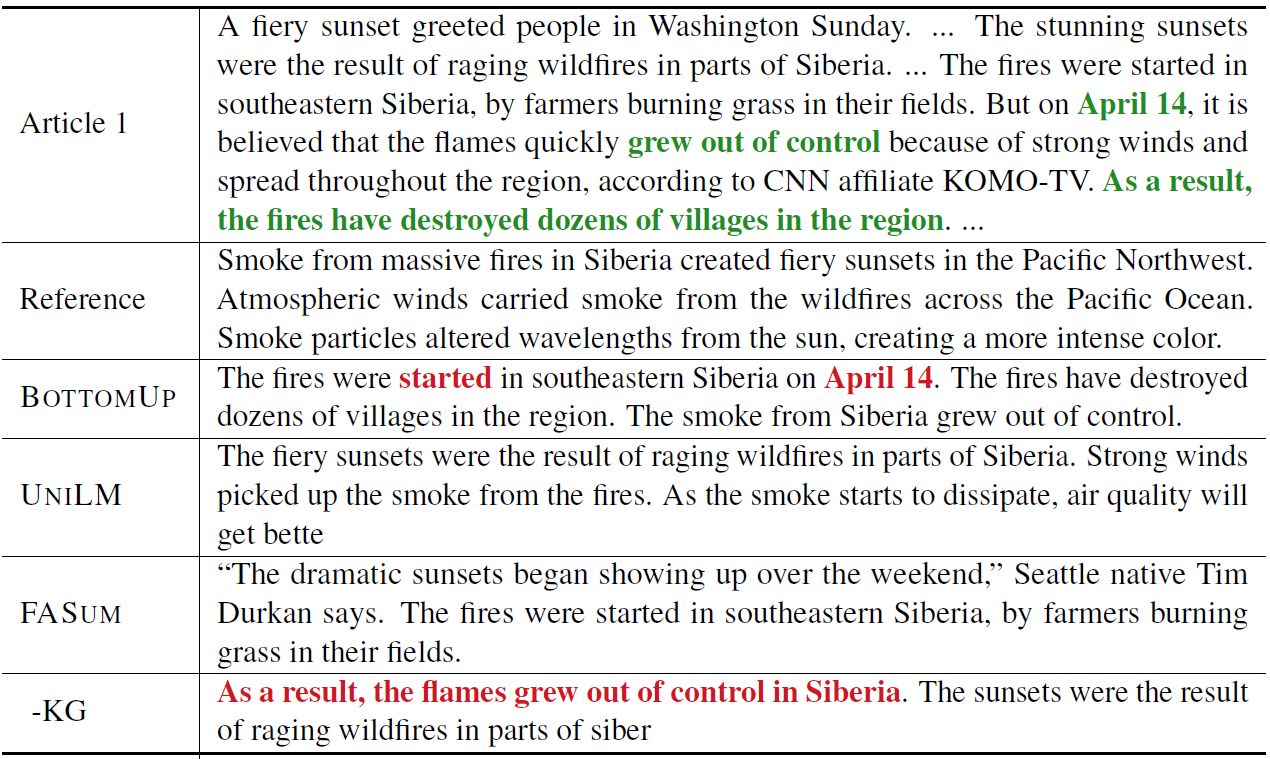 A fiery sunset greeted people in Washington Sunday. ... The stunning sunsets
were the result of raging wildfires in parts of Siberia. ... The fires were started in
southeastern Siberia, by farmers burning grass in their fields. But on April 14, it is
Article 1
believed that the flames quickly grew out of control because of strong winds and
spread throughout the region, according to CNN affiliate KOMO-TV. As a result,
the fires have destroyed dozens of villages in the region. ...
Smoke from massive fires in Siberia created fiery sunsets in the Pacific Northwest.
Reference
Atmospheric winds carried smoke from the wildfires across the Pacific Ocean.
Smoke particles altered wavelengths from the sun, creating a more intense color.
BOTTOMUP
The fires were started in southeastern Siberia on April 14. The fires have destroyed
dozens of villages in the region. The smoke from Siberia grew out of control.
The fiery sunsets were the result of raging wildfires in parts of Siberia. Strong winds
UNILM
picked up the smoke from the fires. As the smoke starts to dissipate, air quality will
get bette
“The dramatic sunsets began showing up over the weekend,” Seattle native Tim
FASUM
Durkan says. The fires were started in southeastern Siberia, by farmers burning
grass in their fields.
-KG
As a result, the flames grew out of control in Siberia. The sunsets were the result
of raging wildfires in parts of siber